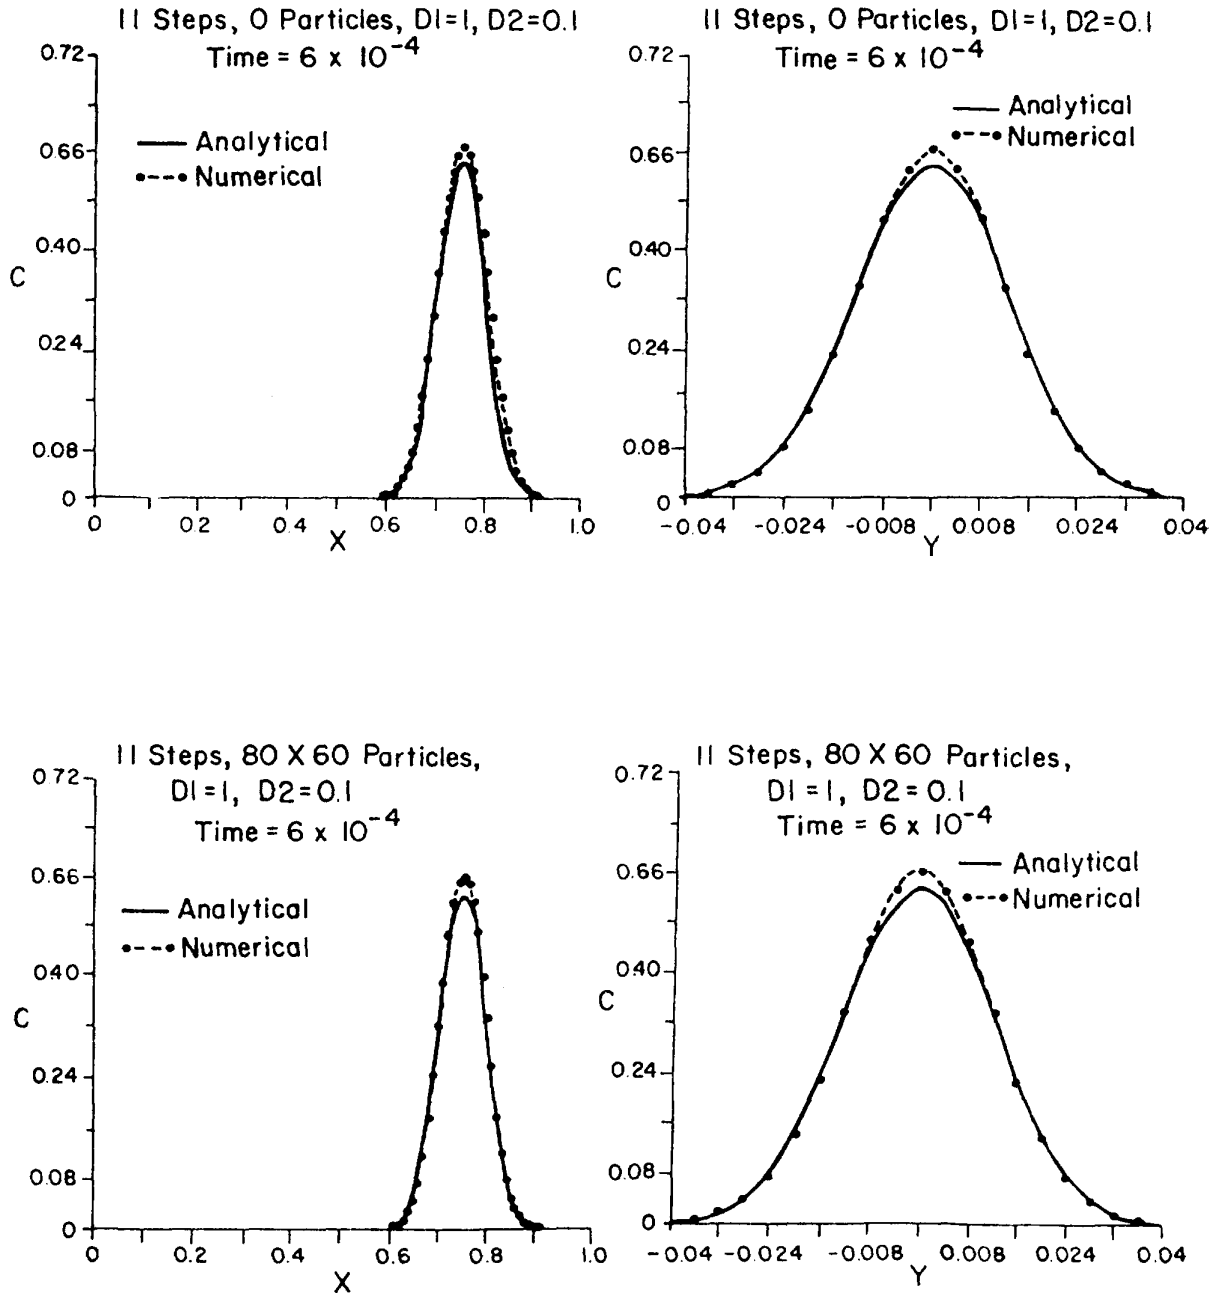 11 Steps, 0 Particles, D1=1, D2=0.1
Time = 6 x 10⁻⁴
0.72
0.66
0.40
0.24
0.08
0
C
Analytical
Numerical
0 0.2 0.4 0.6 0.8 1.0
X
11 Steps, 0 Particles, D1=1, D2=0.1
Time = 6 x 10⁻⁴
0.72
0.66
0.40
0.24
0.08
0
C
Analytical
Numerical
-0.04 -0.024 -0.008 0.008 0.024 0.04
Y
11 Steps, 80 X 60 Particles,
D1=1, D2=0.1
Time = 6 x 10⁻⁴
0.72
0.66
0.40
0.24
0.08
0
C
Analytical
Numerical
0 0.2 0.4 0.6 0.8 1.0
X
11 Steps, 80 X 60 Particles,
D1=1, D2=0.1
Time = 6 x 10⁻⁴
0.72
0.66
0.40
0.24
0.08
0
C
Analytical
Numerical
-0.04 -0.024 -0.008 0.008 0.024 0.04
Y